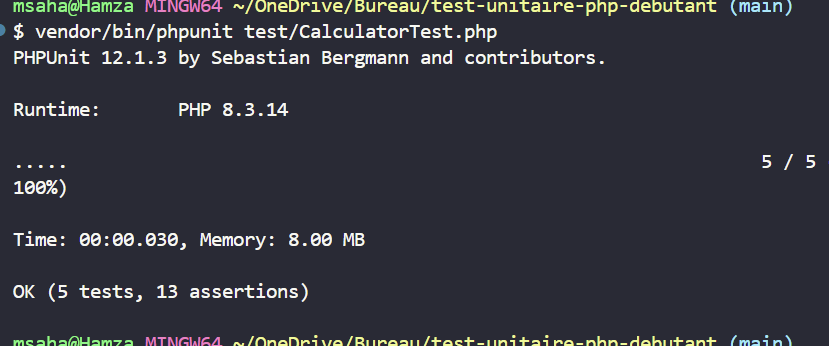 msaha@Hamza MINGW64 ~/OneDrive/Bureau/test-unitaire-php-debutant (main)
$ vendor/bin/phpunit test/CalculatorTest.php
PHPUnit 12.1.3 by Sebastian Bergmann and contributors.
Runtime:       PHP 8.3.14
.....                                                               5 / 5
100%)
Time: 00:00.030, Memory: 8.00 MB
OK (5 tests, 13 assertions)
msaha@Hamza MINGW64 ~/OneDrive/Bureau/test-unitaire-php-debutant (main)